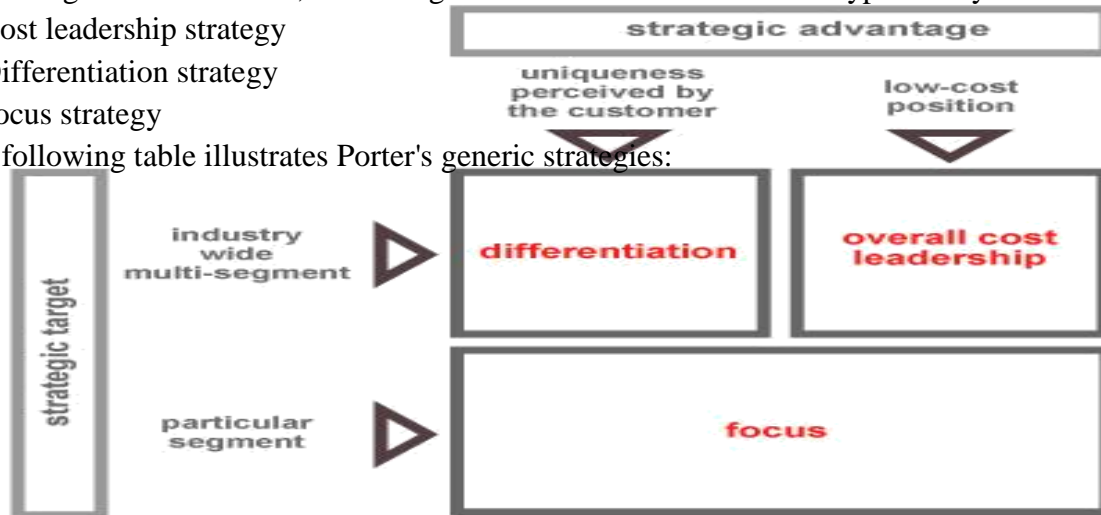 ost leadership strategy
strategic advantage
ifferentiation strategy
ocus strategy
uniqueness
perceived by
the customer
low-cost
position
following table illustrates Porter's generic strategies:
strategic target
industry
wide
multi-segment
differentiation
overall cost
leadership
particular
segment
focus